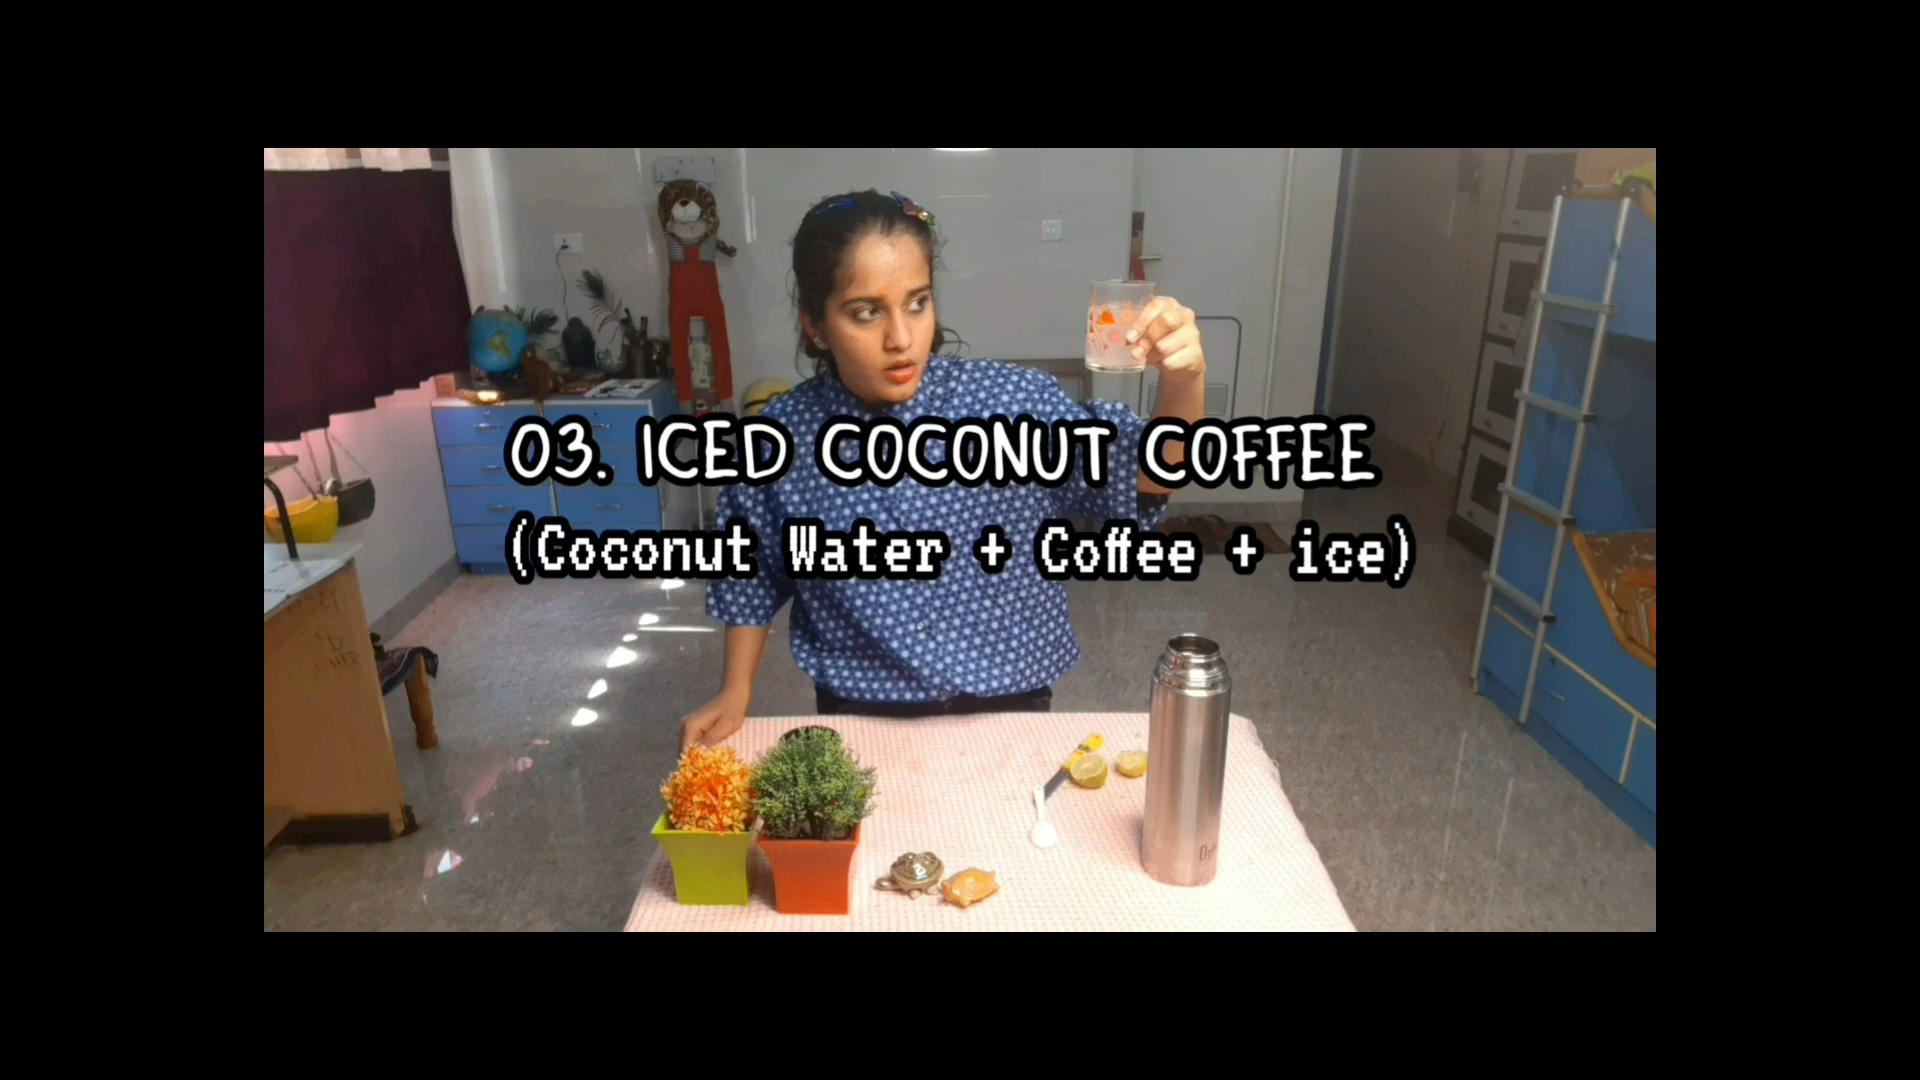 03. ICED COCONUT COFFEE
(Coconut Water + Coffee + ice)